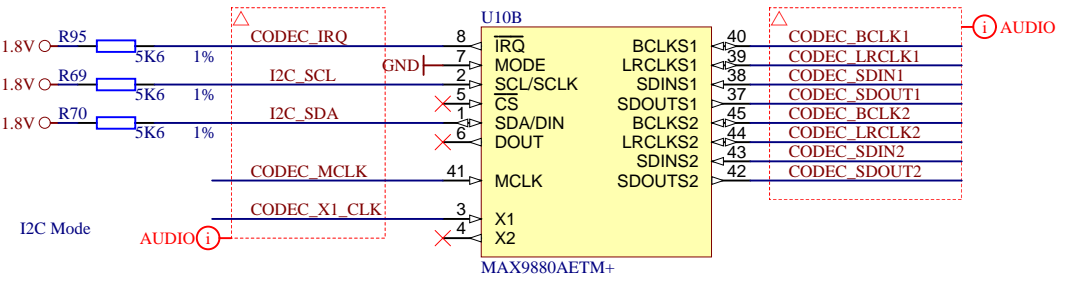 U10B
R95 CODEC_IRQ 8 IRQ BCLKS1 40 CODEC_BCLK1 i AUDIO
1.8V 5K6 1% GND 7 MODE LRCLKS1 39 CODEC_LRCLK1
R69 I2C_SCL 2 SCL/SCLK SDINS1 38 CODEC_SDIN1
1.8V 5K6 1% 5 CS SDOUTS1 37 CODEC_SDOUT1
R70 I2C_SDA 1 SDA/DIN BCLKS2 45 CODEC_BCLK2
1.8V 5K6 1% 6 DOUT LRCLKS2 44 CODEC_LRCLK2
SDINS2 43 CODEC_SDIN2
CODEC_MCLK 41 MCLK SDOUTS2 42 CODEC_SDOUT2
CODEC_X1_CLK 3 X1
I2C Mode AUDIO i 4 X2
MAX9880AETM+